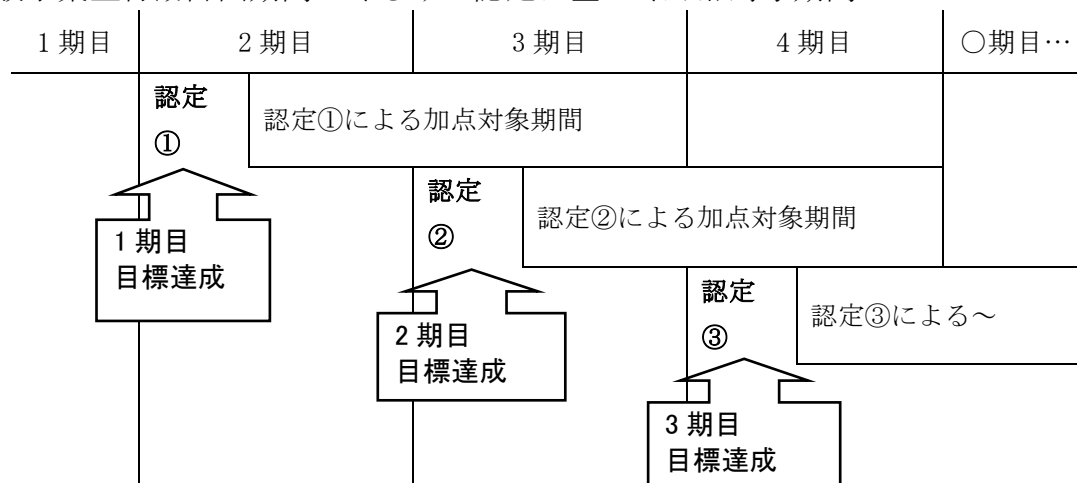 1期目 2期目 3期目 4期目 〇期目…
認定
①
認定①による加点対象期間
1期目
目標達成
認定
②
認定②による加点対象期間
2期目
目標達成
認定
③
認定③による～
3期目
目標達成